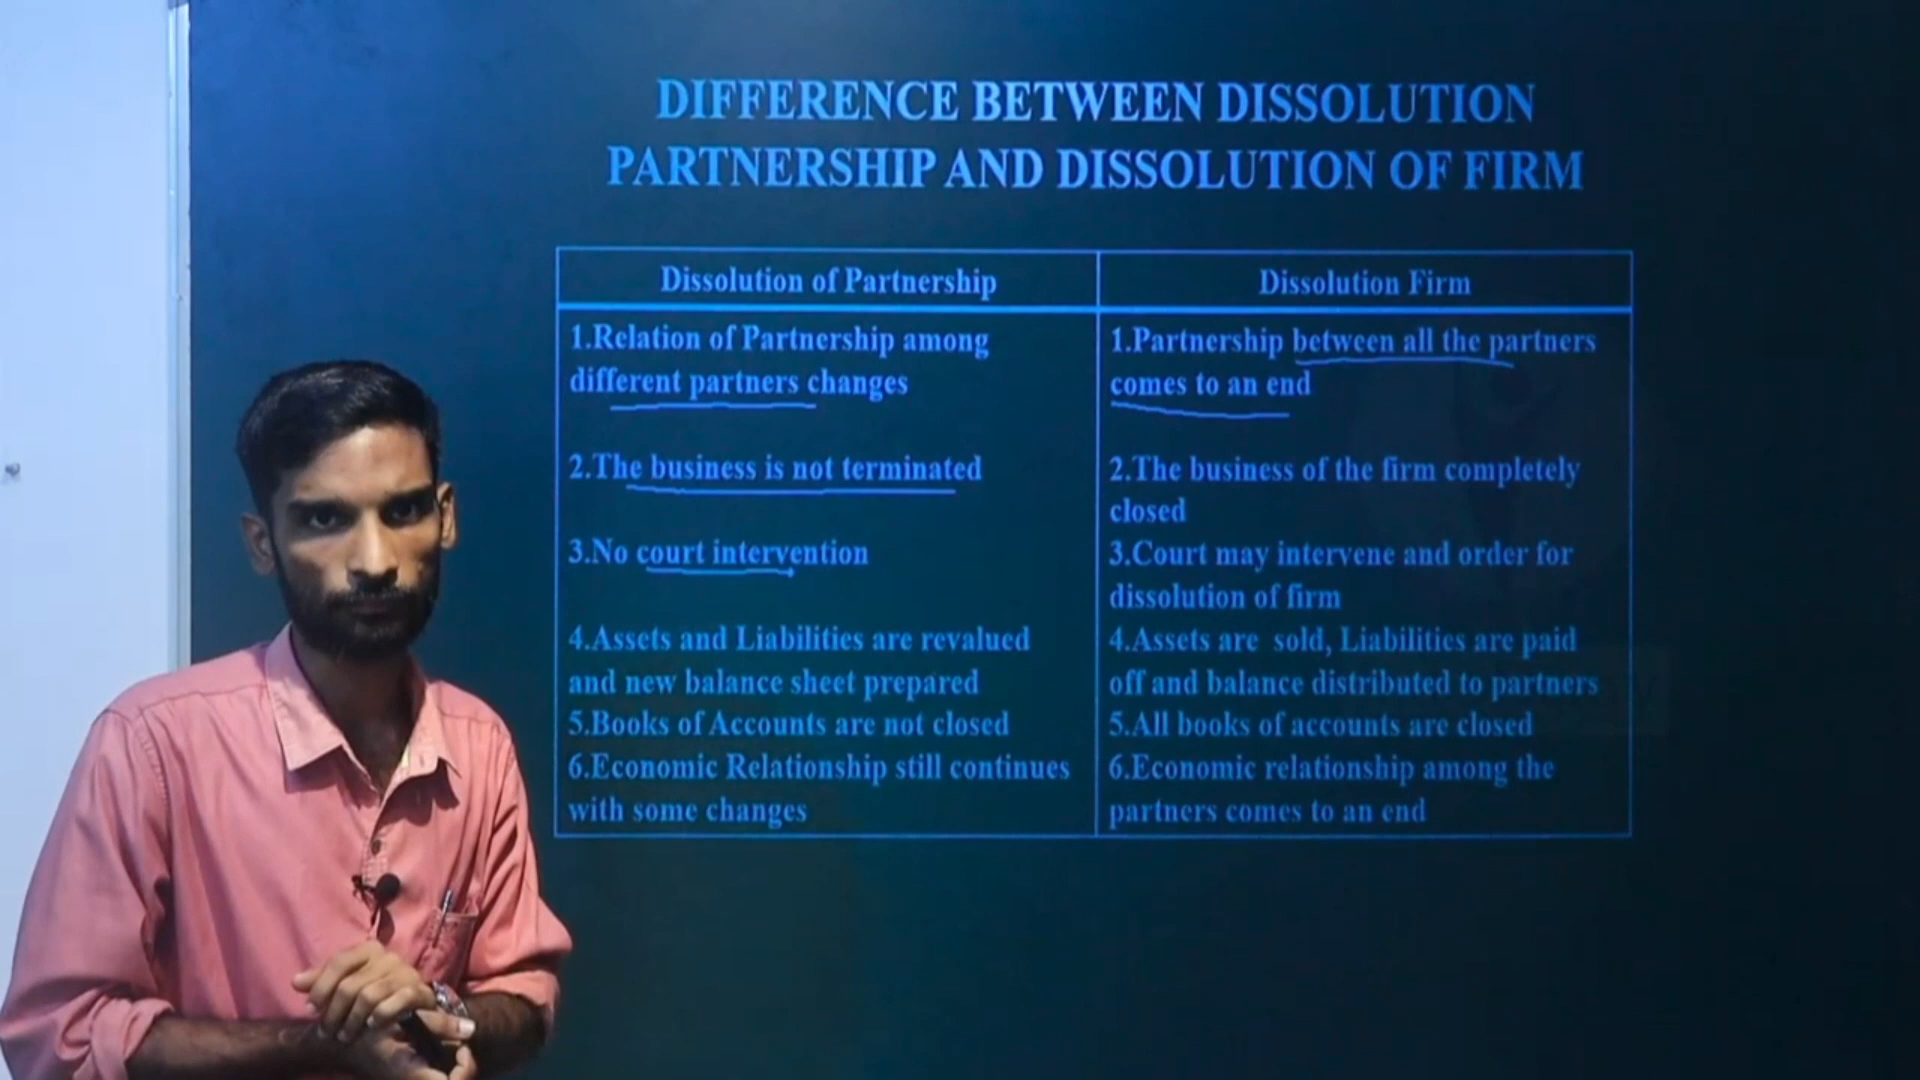 DIFFERENCE BETWEEN DISSOLUTION
PARTNERSHIP AND DISSOLUTION OF FIRM
Dissolution of Partnership
1.Relation of Partnership among
different partners changes
2.The business is not terminated
3.No court intervention
4.Assets and Liabilities are revalued
and new balance sheet prepared
5.Books of Accounts are not closed
6.Economic Relationship still continues
with some changes
Dissolution Firm
1.Partnership between all the partners
comes to an end
2.The business of the firm completely
closed
3.Court may intervene and order for
dissolution of firm
4.Assets are sold, Liabilities are paid
off and balance distributed to partners
5.All books of accounts are closed
6.Economic relationship among the
partners comes to an end